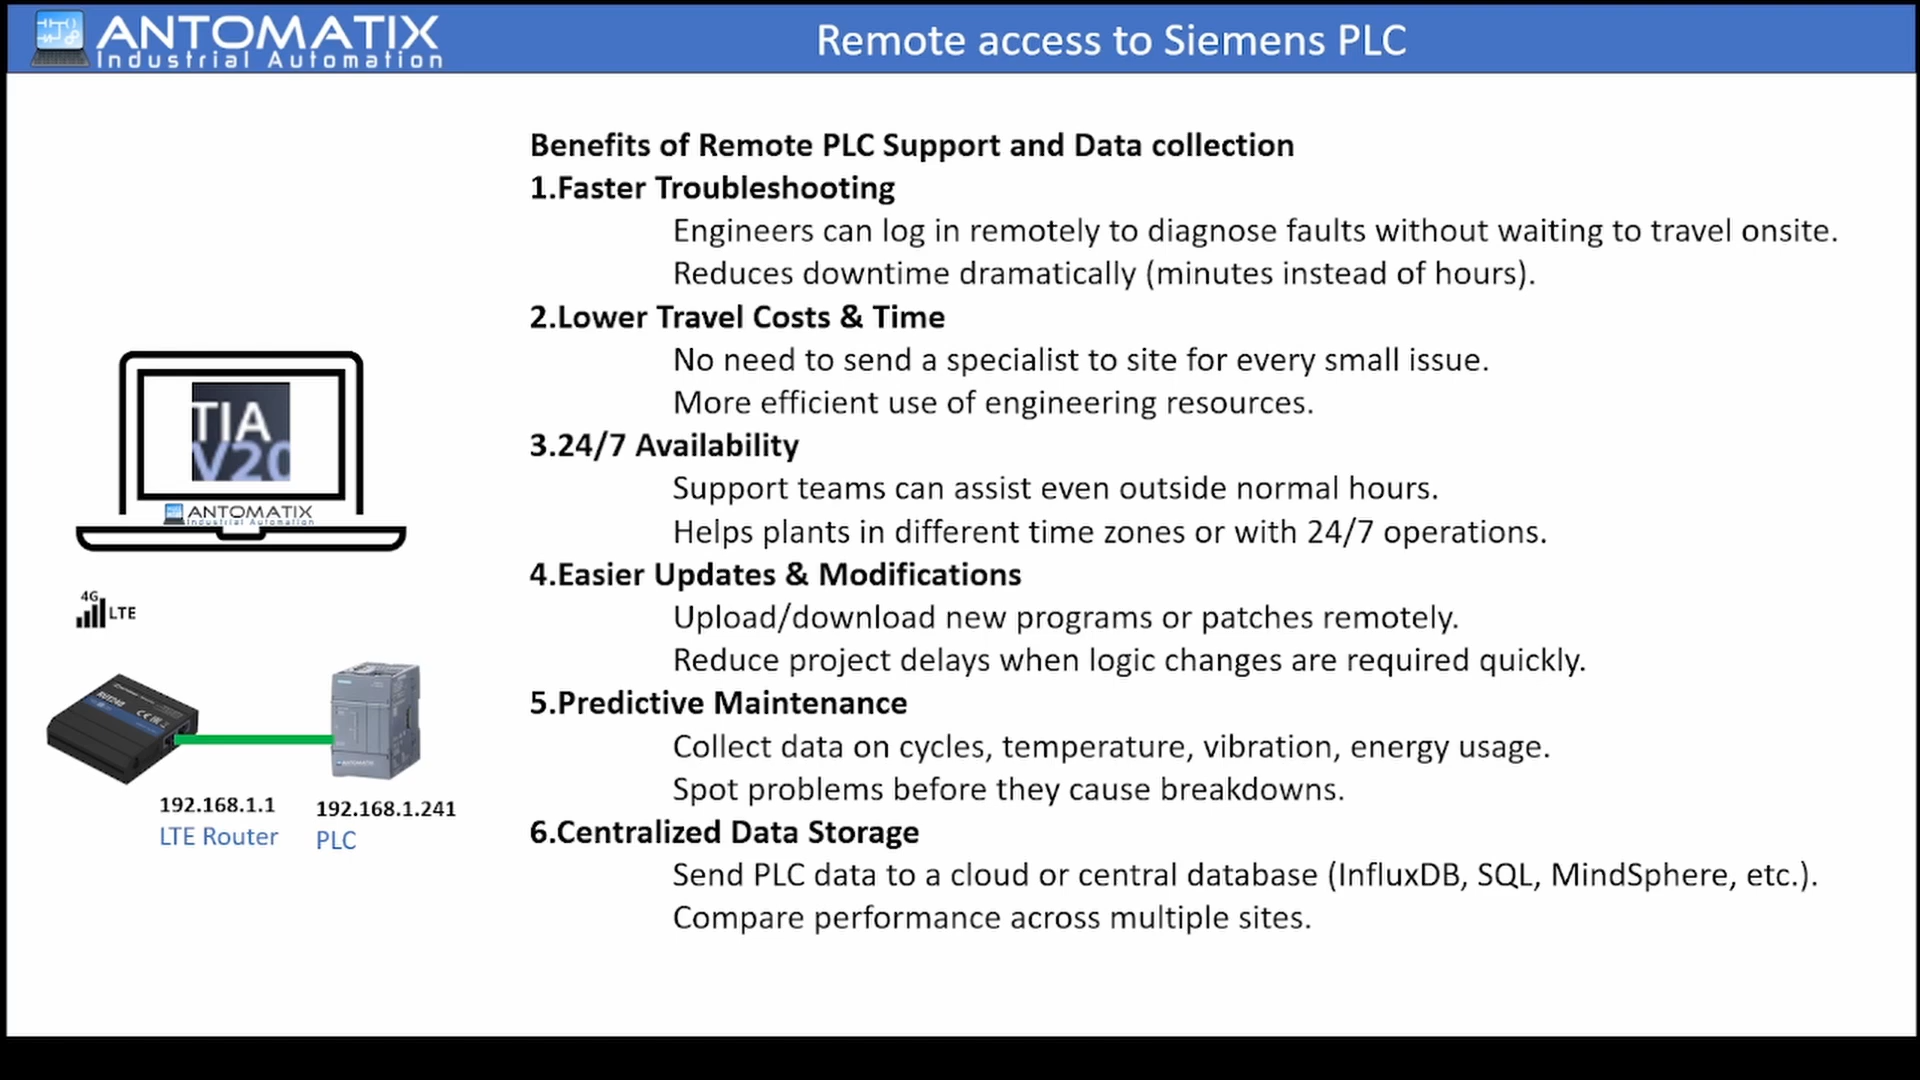 ANTOMATIX
Industrial Automation
Remote access to Siemens PLC
Benefits of Remote PLC Support and Data collection
1.Faster Troubleshooting
Engineers can log in remotely to diagnose faults without waiting to travel onsite.
Reduces downtime dramatically (minutes instead of hours).
2.Lower Travel Costs & Time
No need to send a specialist to site for every small issue.
More efficient use of engineering resources.
3.24/7 Availability
Support teams can assist even outside normal hours.
Helps plants in different time zones or with 24/7 operations.
4.Easier Updates & Modifications
Upload/download new programs or patches remotely.
Reduce project delays when logic changes are required quickly.
5.Predictive Maintenance
Collect data on cycles, temperature, vibration, energy usage.
Spot problems before they cause breakdowns.
6.Centralized Data Storage
Send PLC data to a cloud or central database (InfluxDB, SQL, MindSphere, etc.).
Compare performance across multiple sites.
TIA
V20
ANTOMATIX
Industrial Automation
4G
LTE
RUT240
ANTOMATIX
192.168.1.1
LTE Router
192.168.1.241
PLC